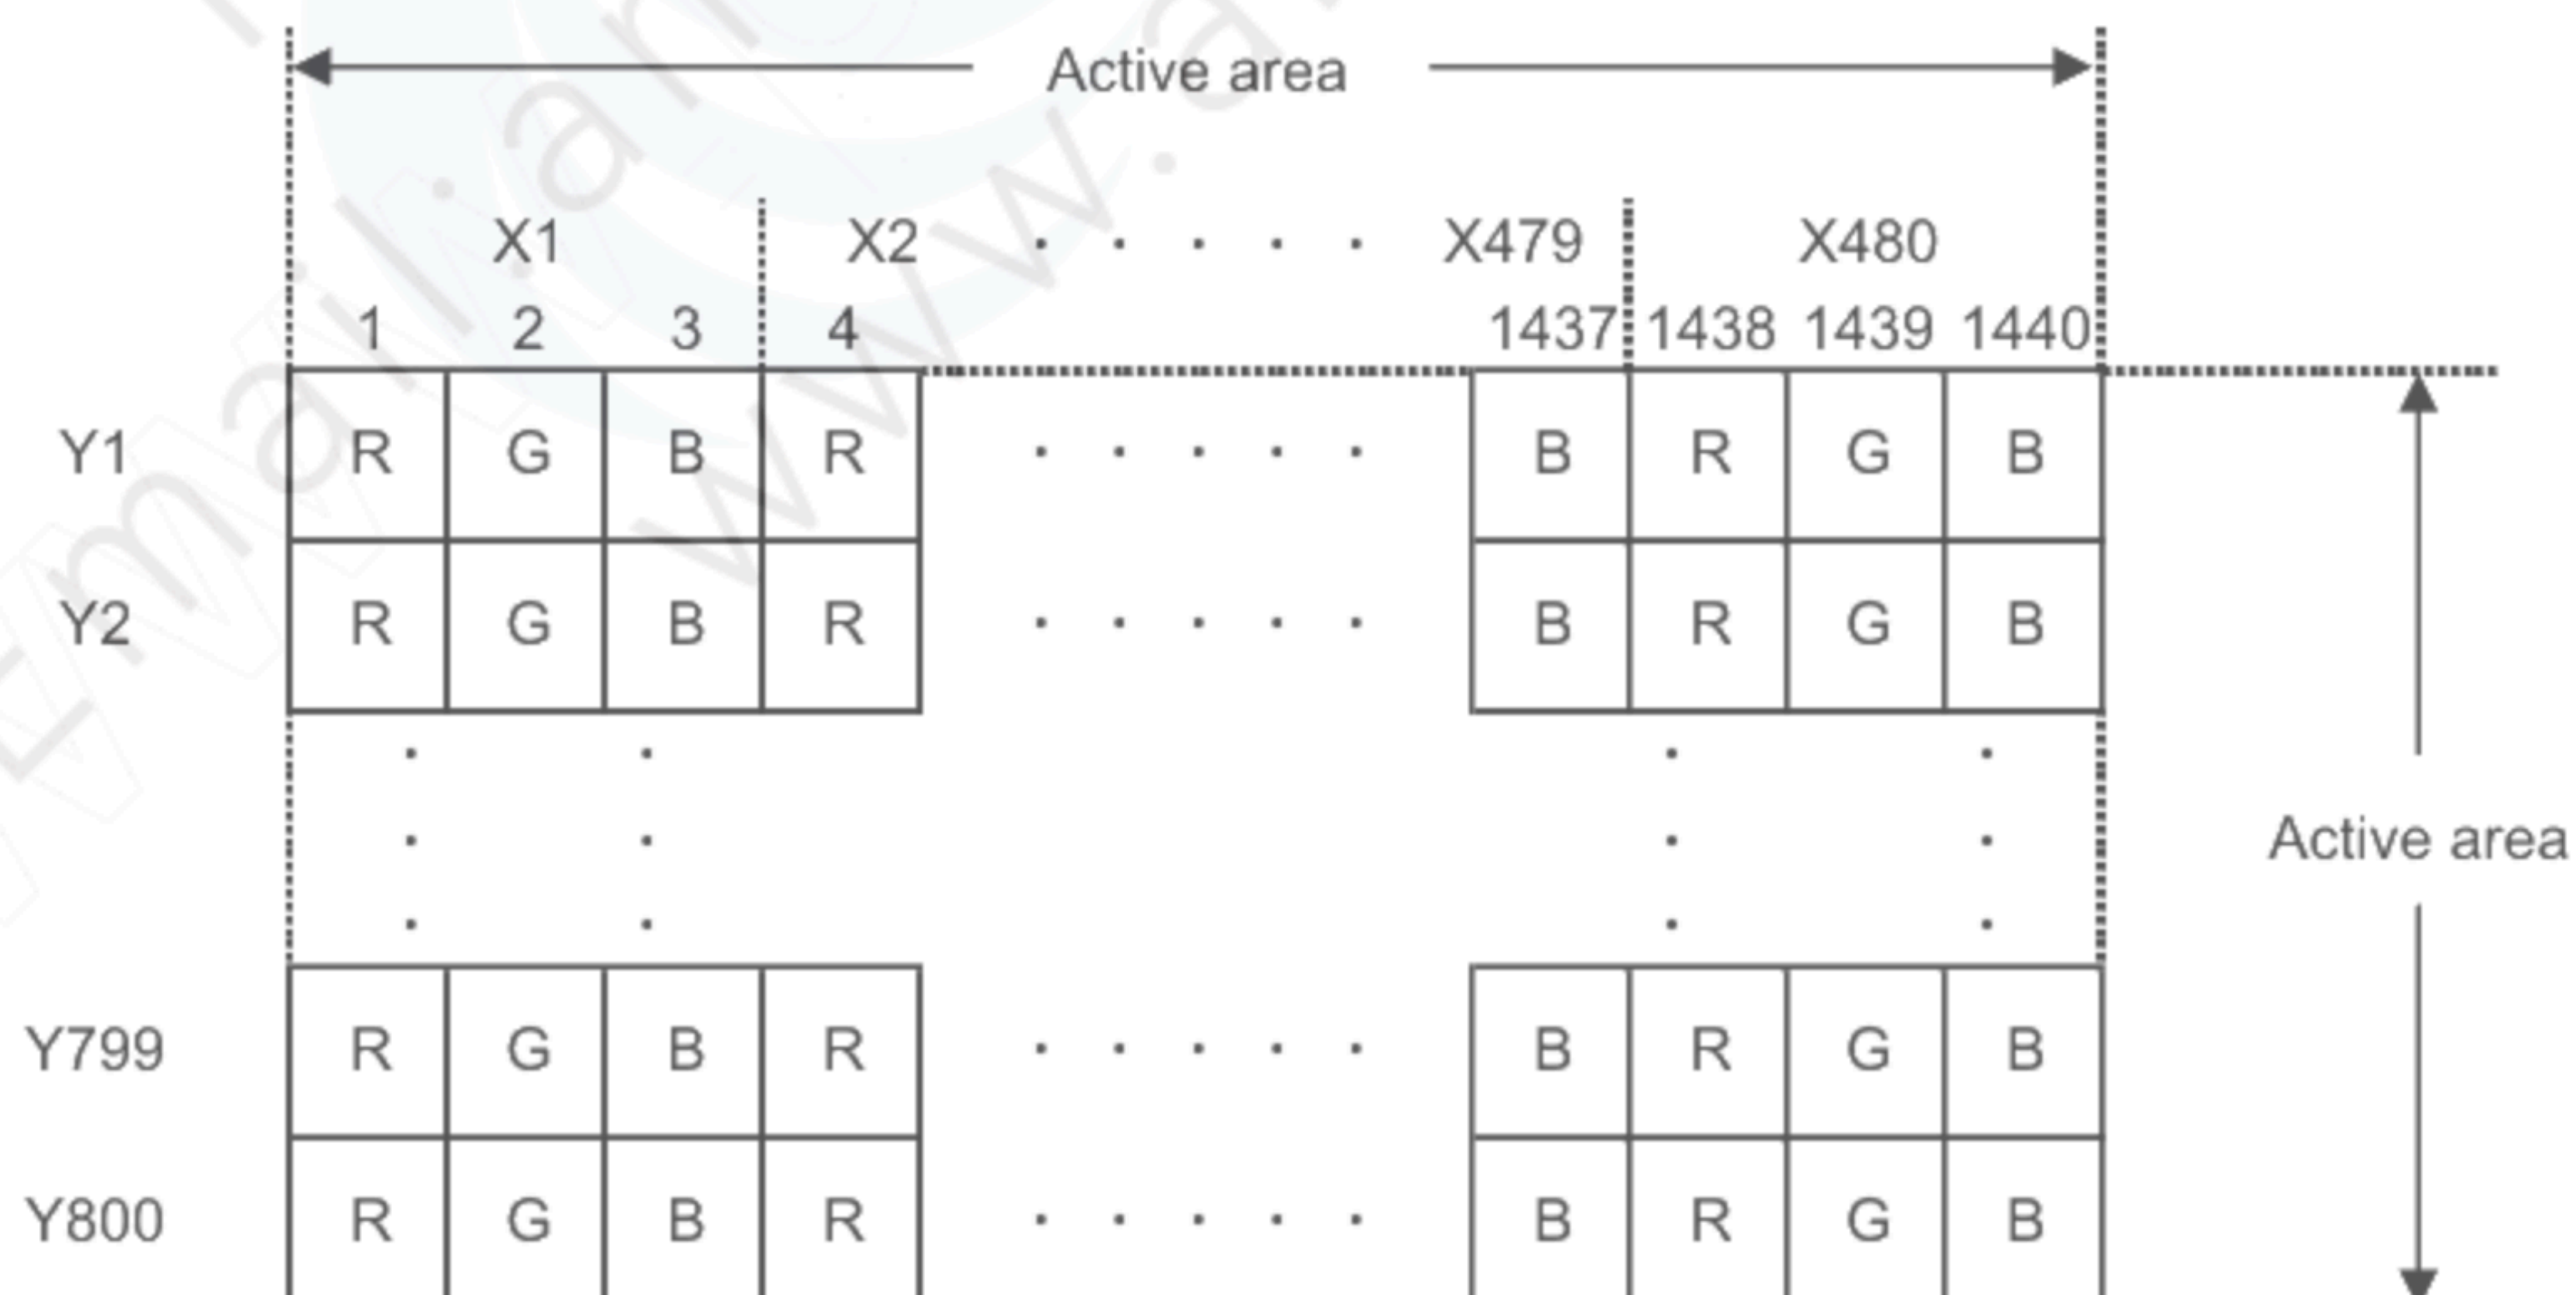 Active area
X1 X2 . . . . . X479 X480
1 2 3 4 1437 1438 1439 1440
Y1 R G B R . . . . . B R G B
Y2 R G B R . . . . . B R G B
Active area
Y799 R G B R . . . . . B R G B
Y800 R G B R . . . . . B R G B